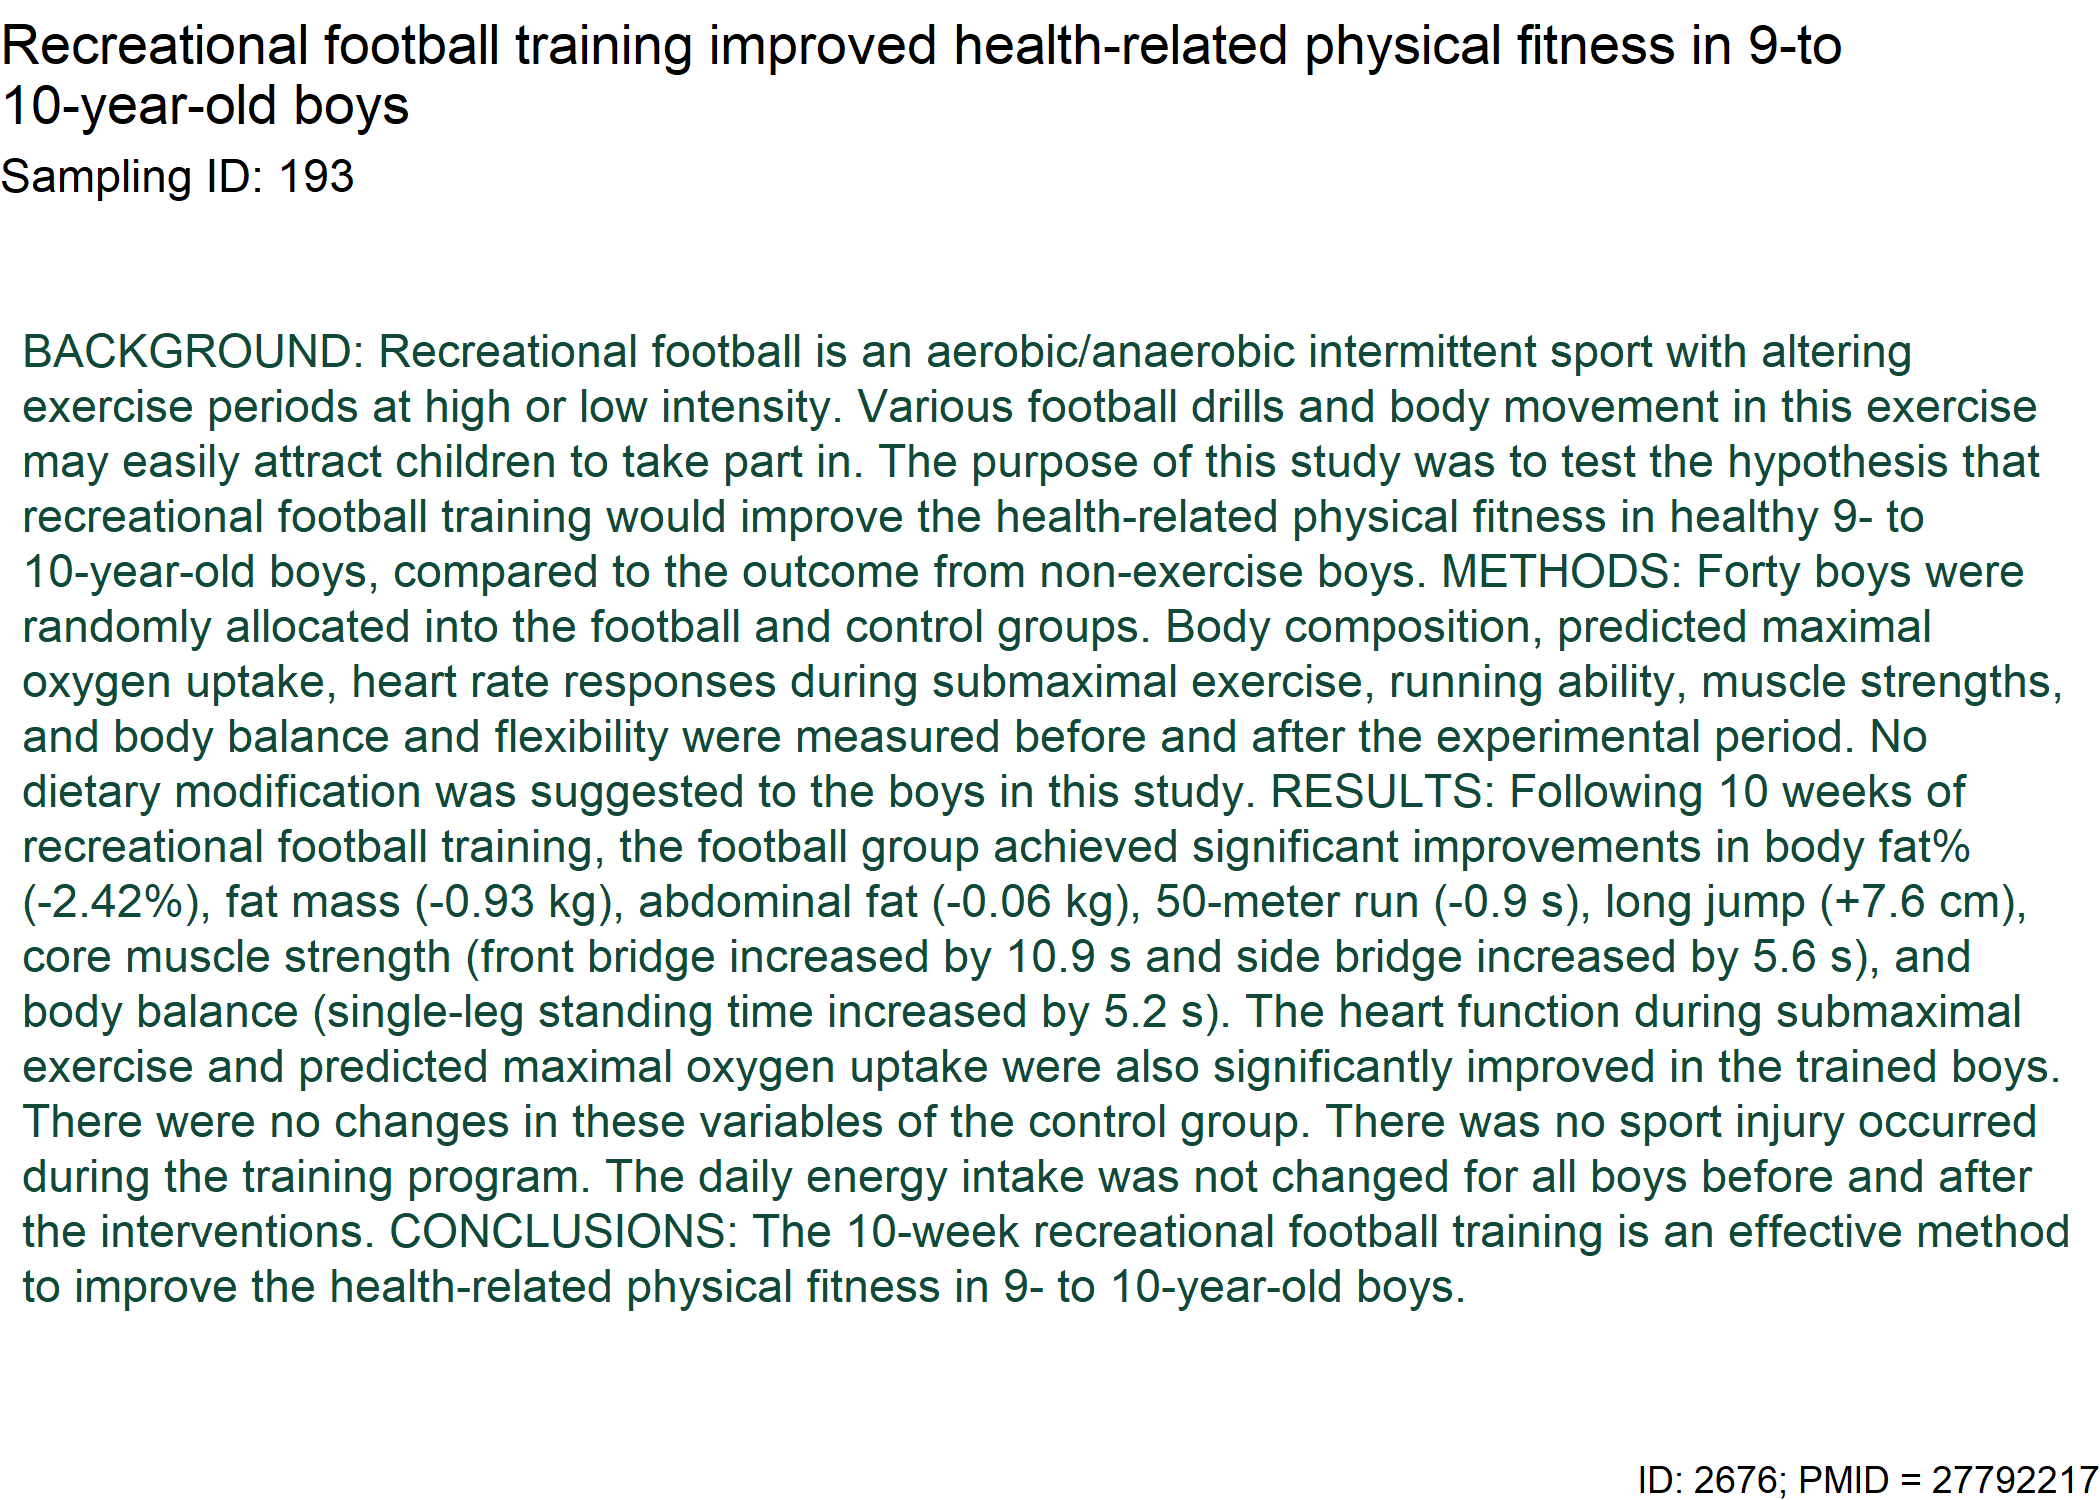 Recreational football training improved health-related physical fitness in 9-to
10-year-old boys
Sampling ID: 193
BACKGROUND: Recreational football is an aerobic/anaerobic intermittent sport with altering
exercise periods at high or low intensity. Various football drills and body movement in this exercise
may easily attract children to take part in. The purpose of this study was to test the hypothesis that
recreational football training would improve the health-related physical fitness in healthy 9- to
10-year-old boys, compared to the outcome from non-exercise boys. METHODS: Forty boys were
randomly allocated into the football and control groups. Body composition, predicted maximal
oxygen uptake, heart rate responses during submaximal exercise, running ability, muscle strengths,
and body balance and flexibility were measured before and after the experimental period. No
dietary modification was suggested to the boys in this study. RESULTS: Following 10 weeks of
recreational football training, the football group achieved significant improvements in body fat%
(-2.42%), fat mass (-0.93 kg), abdominal fat (-0.06 kg), 50-meter run (-0.9 s), long jump (+7.6 cm),
core muscle strength (front bridge increased by 10.9 s and side bridge increased by 5.6 s), and
body balance (single-leg standing time increased by 5.2 s). The heart function during submaximal
exercise and predicted maximal oxygen uptake were also significantly improved in the trained boys.
There were no changes in these variables of the control group. There was no sport injury occurred
during the training program. The daily energy intake was not changed for all boys before and after
the interventions. CONCLUSIONS: The 10-week recreational football training is an effective method
to improve the health-related physical fitness in 9- to 10-year-old boys.
ID: 2676; PMID = 27792217